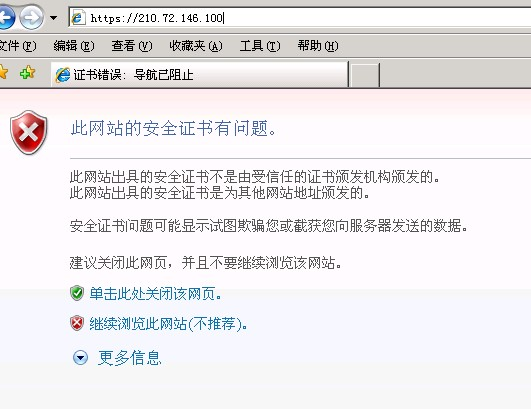 https://210.72.146.100
文件(F) 编辑(E) 查看(V) 收藏夹(A) 工具(T) 帮助(H)
证书错误: 导航已阻止
此网站的安全证书有问题。
此网站出具的安全证书不是由受信任的证书颁发机构颁发的。
此网站出具的安全证书是为其他网站地址颁发的。
安全证书问题可能显示试图欺骗您或截获您向服务器发送的数据。
建议关闭此网页，并且不要继续浏览该网站。
单击此处关闭该网页。
继续浏览此网站(不推荐)。
更多信息